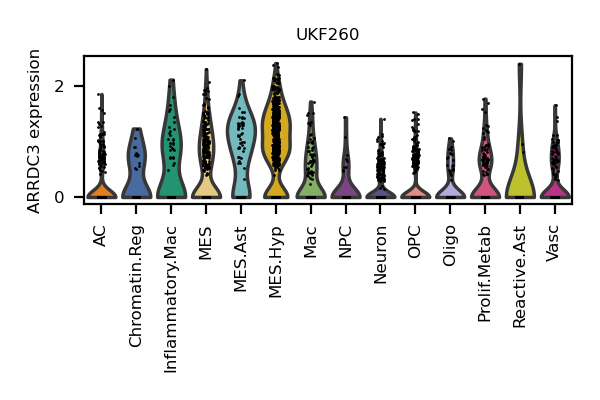 UKF260
ARRDC3 expression
2
0
AC
Chromatin.Reg
Inflammatory.Mac
MES
MES.Ast
MES.Hyp
Mac
NPC
Neuron
OPC
Oligo
Prolif.Metab
Reactive.Ast
Vasc